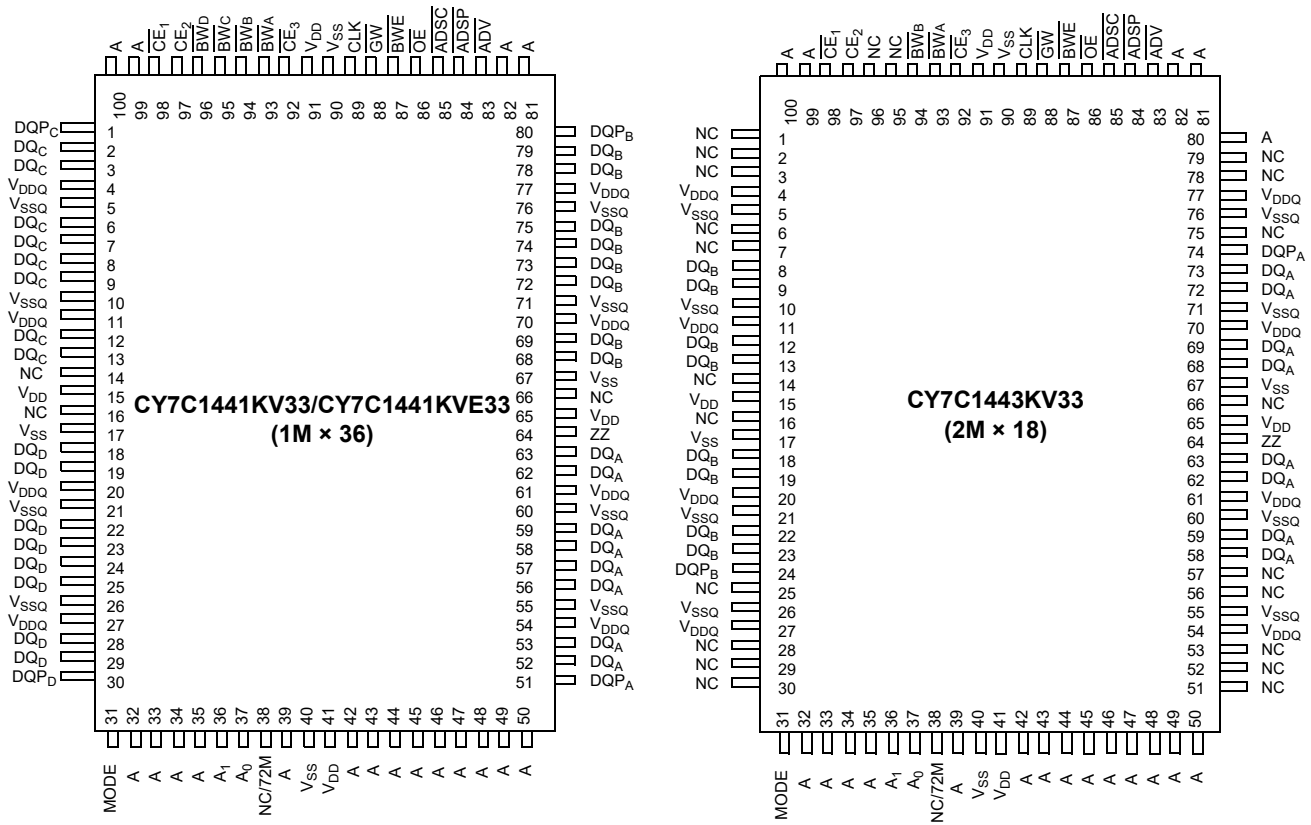 A A CE1 CE2 BWD BWC BWB BWA CE3 VDD VSS CLK GW BWE OE ADSC ADSP ADV A A
100 99 98 97 96 95 94 93 92 91 90 89 88 87 86 85 84 83 82 81
DQPC 1 80 DQPB
DQC 2 79 DQB
DQC 3 78 DQB
VDDQ 4 77 VDDQ
VSSQ 5 76 VSSQ
DQC 6 75 DQB
DQC 7 74 DQB
DQC 8 73 DQB
DQC 9 72 DQB
VSSQ 10 71 VSSQ
VDDQ 11 70 VDDQ
DQC 12 69 DQB
DQC 13 68 DQB
NC 14 67 VSS
VDD 15 66 NC
NC 16 65 VDD
VSS 17 64 ZZ
DQD 18 63 DQA
DQD 19 62 DQA
VDDQ 20 61 VDDQ
VSSQ 21 60 VSSQ
DQD 22 59 DQA
DQD 23 58 DQA
DQD 24 57 DQA
DQD 25 56 DQA
VSSQ 26 55 VSSQ
VDDQ 27 54 VDDQ
DQD 28 53 DQA
DQD 29 52 DQA
DQPD 30 51 DQPA
CY7C1441KV33/CY7C1441KVE33
(1M × 36)
31 32 33 34 35 36 37 38 39 40 41 42 43 44 45 46 47 48 49 50
MODE A A A A A1 A0 NC/72M A VSS VDD A A A A A A A A A
A A CE1 CE2 NC NC BWB BWA CE3 VDD VSS CLK GW BWE OE ADSC ADSP ADV A A
100 99 98 97 96 95 94 93 92 91 90 89 88 87 86 85 84 83 82 81
NC 1 80 A
NC 2 79 NC
NC 3 78 NC
VDDQ 4 77 VDDQ
VSSQ 5 76 VSSQ
NC 6 75 NC
NC 7 74 DQPA
DQB 8 73 DQA
DQB 9 72 DQA
VSSQ 10 71 VSSQ
VDDQ 11 70 VDDQ
DQB 12 69 DQA
DQB 13 68 DQA
NC 14 67 VSS
VDD 15 66 NC
NC 16 65 VDD
VSS 17 64 ZZ
DQB 18 63 DQA
DQB 19 62 DQA
VDDQ 20 61 VDDQ
VSSQ 21 60 VSSQ
DQB 22 59 DQA
DQB 23 58 DQA
DQPB 24 57 NC
NC 25 56 NC
VSSQ 26 55 VSSQ
VDDQ 27 54 VDDQ
NC 28 53 NC
NC 29 52 NC
NC 30 51 NC
CY7C1443KV33
(2M × 18)
31 32 33 34 35 36 37 38 39 40 41 42 43 44 45 46 47 48 49 50
MODE A A A A A1 A0 NC/72M A VSS VDD A A A A A A A A A